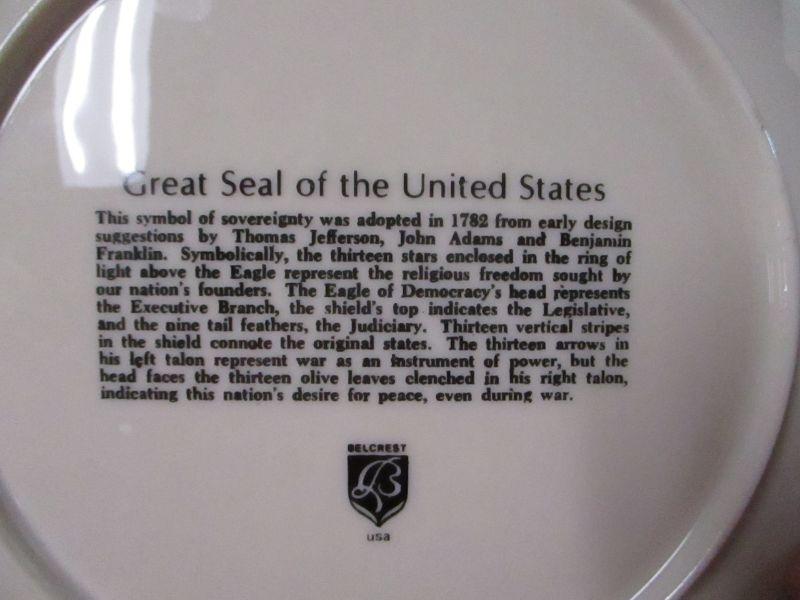 Great Seal of the United States
This symbol of sovereignty was adopted in 1782 from early design
suggestions by Thomas Jefferson, John Adams and Benjamin
Franklin. Symbolically, the thirteen stars enclosed in the ring of
light above the Eagle represent the religious freedom sought by
our nation's founders. The Eagle of Democracy's head represents
the Executive Branch, the shield's top indicates the Legislative,
and the nine tail feathers, the Judiciary. Thirteen vertical stripes
in the shield connote the original states. The thirteen arrows in
his left talon represent war as an instrument of power, but the
head faces the thirteen olive leaves clenched in his right talon,
indicating this nation's desire for peace, even during war.
BELCREST
B
usa